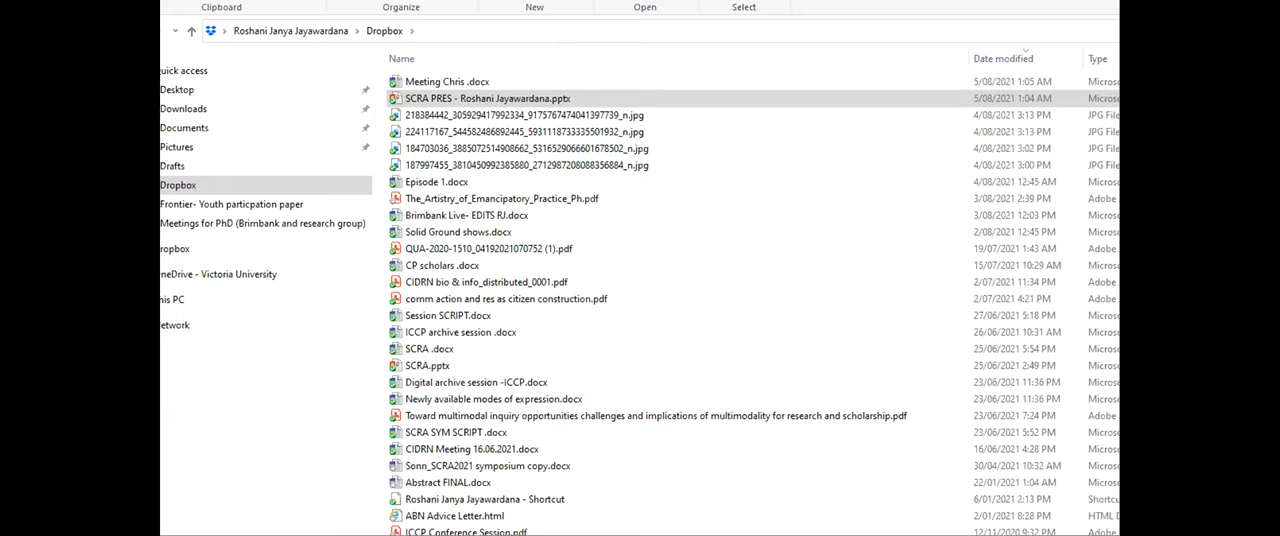 Clipboard Organize New Open Select
Roshani Janya Jayawardana > Dropbox >
Name Date modified Type
uick access
Desktop
Downloads
Documents
Pictures
Drafts
Dropbox
Frontier- Youth particpation paper
Meetings for PhD (Brimbank and research group)
ropbox
neDrive - Victoria University
his PC
etwork
Meeting Chris .docx 5/08/2021 1:05 AM Micros
SCRA PRES - Roshani Jayawardana.pptx 5/08/2021 1:04 AM Micros
218384442_305929417992334_9175767474041397739_n.jpg 4/08/2021 3:13 PM JPG File
224117167_544582486892445_5931118733335501932_n.jpg 4/08/2021 3:13 PM JPG File
184703036_3885072514908662_5316529066601678502_n.jpg 4/08/2021 3:02 PM JPG File
187997455_3810450992385880_2712987208088356884_n.jpg 4/08/2021 3:00 PM JPG File
Episode 1.docx 4/08/2021 12:45 AM Micros
The_Artistry_of_Emancipatory_Practice_Ph.pdf 3/08/2021 2:39 PM Adobe
Brimbank Live- EDITS RJ.docx 3/08/2021 12:03 PM Micros
Solid Ground shows.docx 2/08/2021 12:45 PM Micros
QUA-2020-1510_04192021070752 (1).pdf 19/07/2021 1:43 AM Adobe
CP scholars .docx 15/07/2021 10:29 AM Micros
CIDRN bio & info_distributed_0001.pdf 2/07/2021 11:34 PM Adobe
comm action and res as citizen construction.pdf 2/07/2021 4:21 PM Adobe
Session SCRIPT.docx 27/06/2021 5:18 PM Micros
ICCP archive session .docx 26/06/2021 10:31 AM Micros
SCRA .docx 25/06/2021 5:54 PM Micros
SCRA.pptx 25/06/2021 2:49 PM Micros
Digital archive session -ICCP.docx 23/06/2021 11:36 PM Micros
Newly available modes of expression.docx 23/06/2021 11:36 PM Micros
Toward multimodal inquiry opportunities challenges and implications of multimodality for research and scholarship.pdf 23/06/2021 7:24 PM Adobe
SCRA SYM SCRIPT .docx 23/06/2021 5:52 PM Micros
CIDRN Meeting 16.06.2021.docx 16/06/2021 4:28 PM Micros
Sonn_SCRA2021 symposium copy.docx 30/04/2021 10:32 AM Micros
Abstract FINAL.docx 22/01/2021 1:04 AM Micros
Roshani Janya Jayawardana - Shortcut 6/01/2021 2:13 PM Shortcu
ABN Advice Letter.html 2/01/2021 8:28 PM HTML D
ICCP Conference Session.pdf 12/11/2020 9:32 PM Adobe